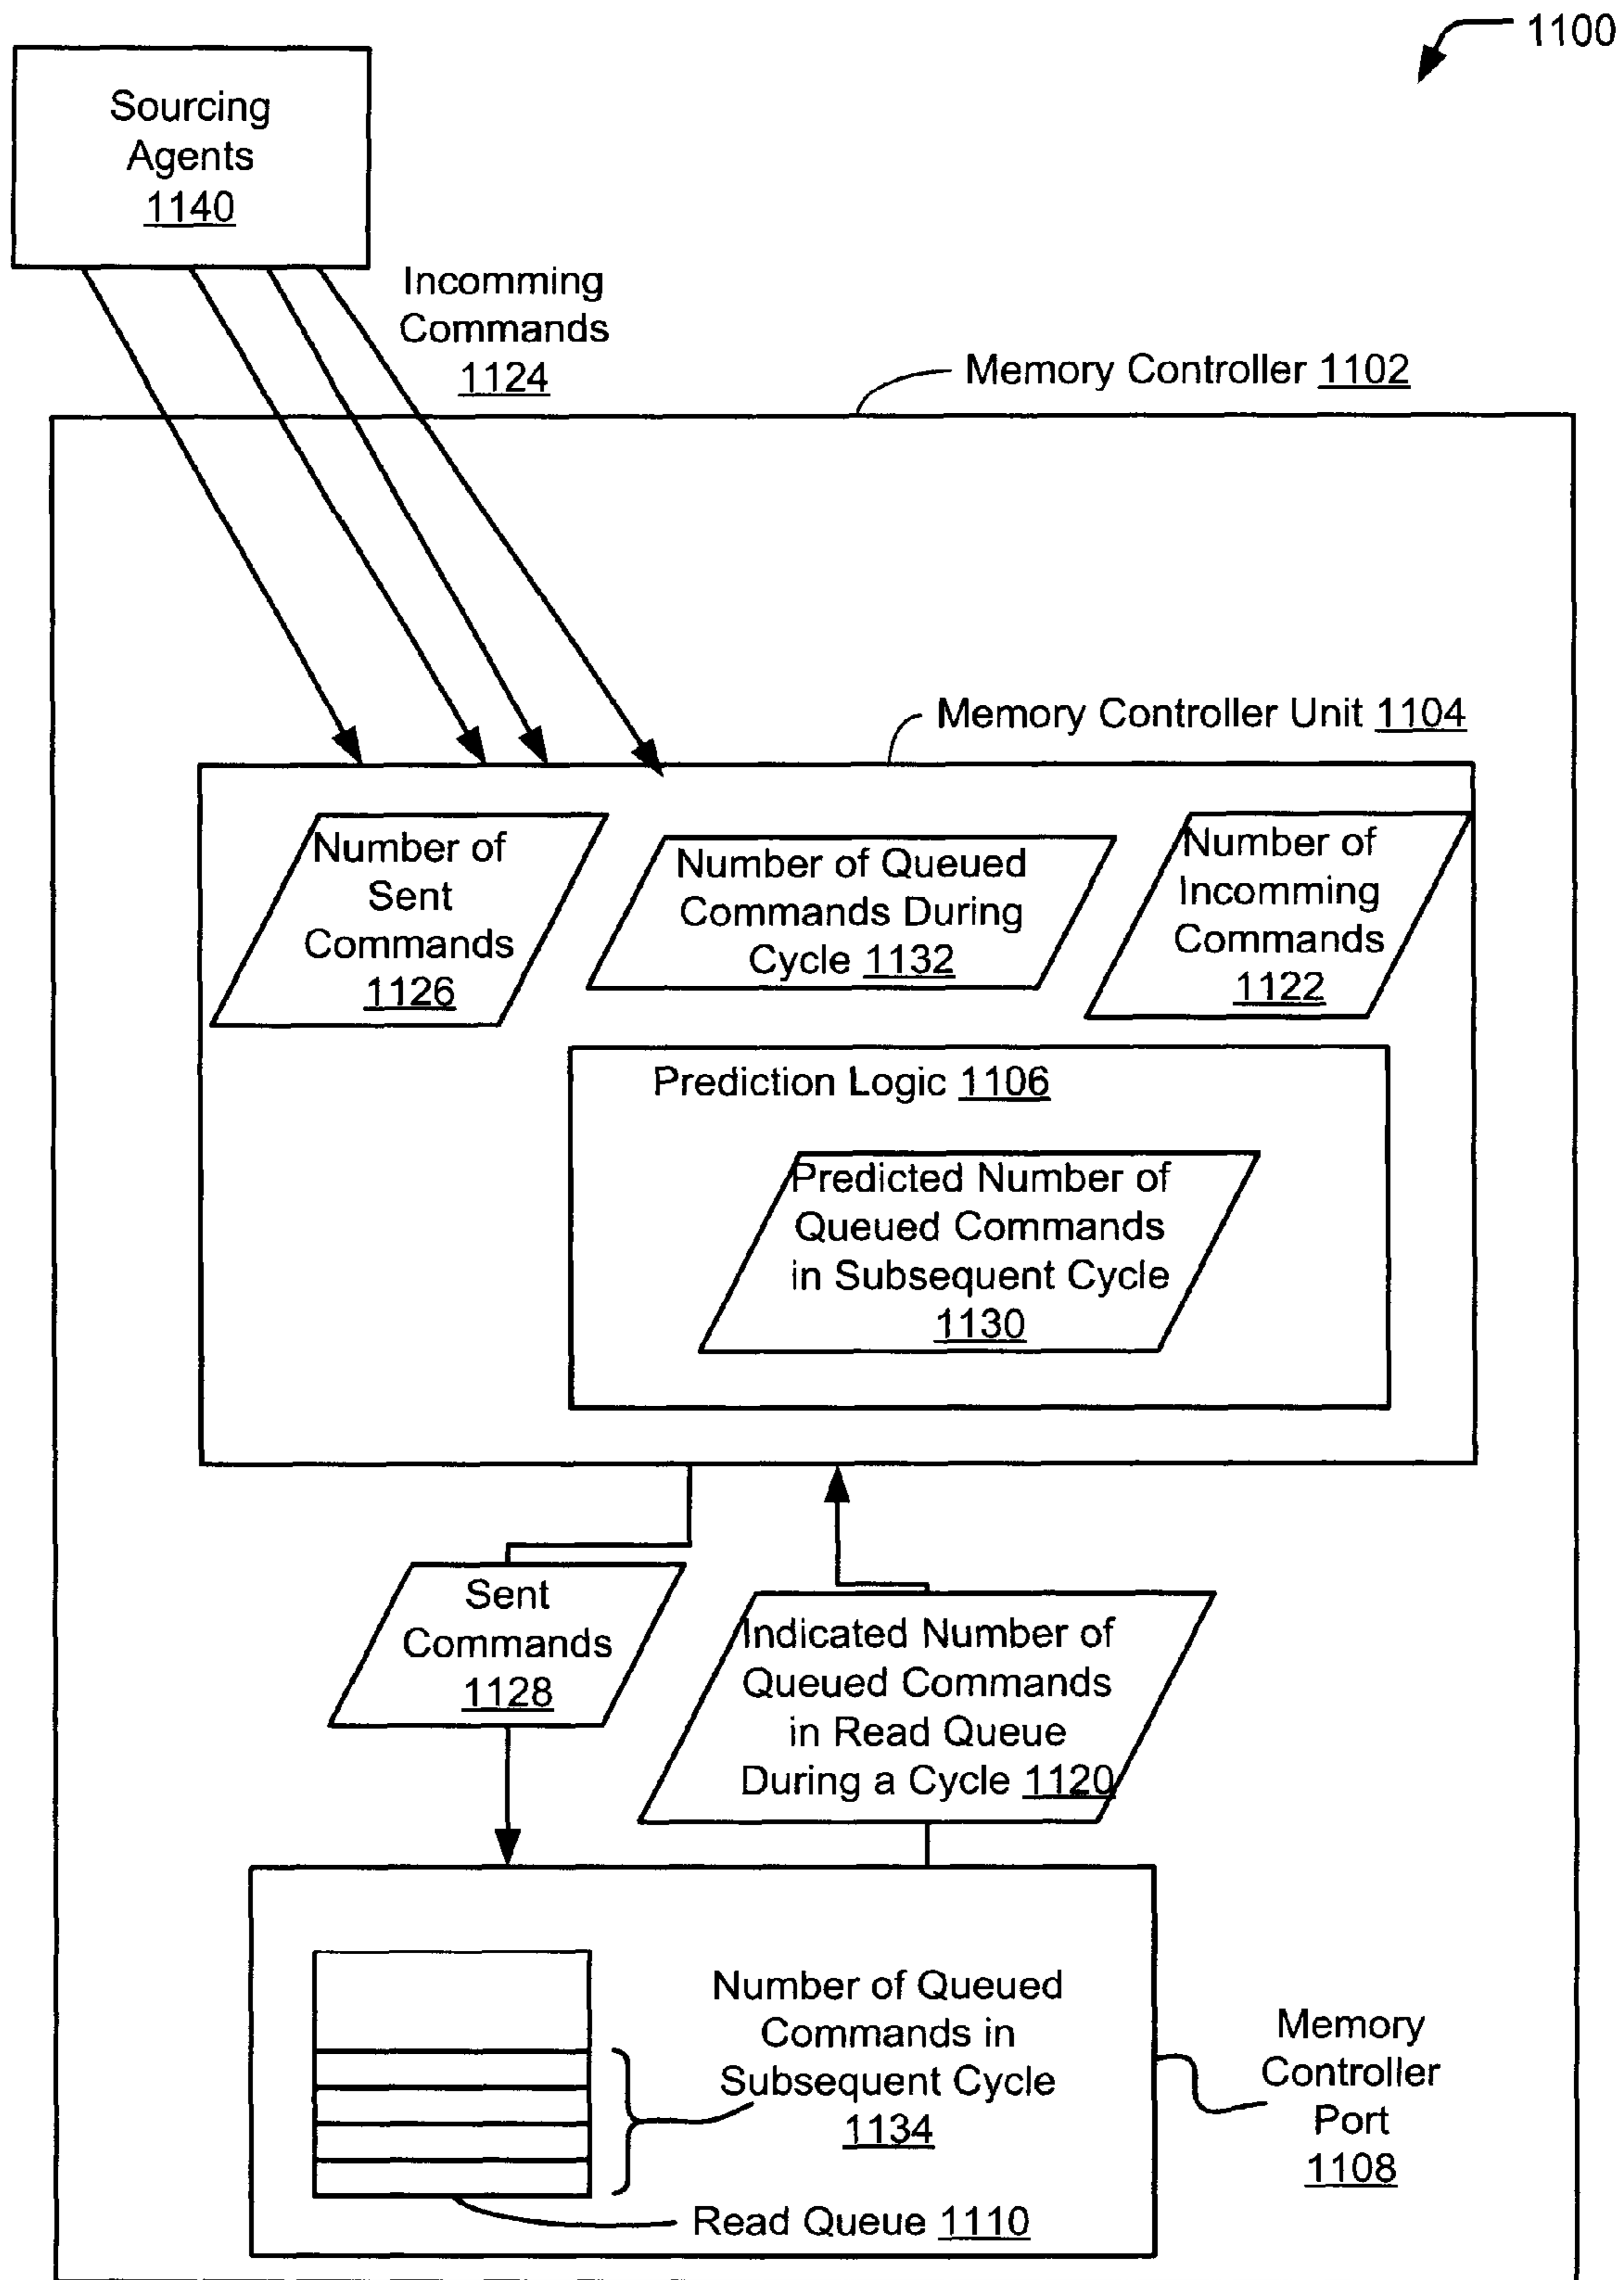 1100
Sourcing
Agents
1140
Incomming
Commands
1124
Memory Controller 1102
Memory Controller Unit 1104
Number of
Sent
Commands
1126
Number of Queued
Commands During
Cycle 1132
Number of
Incomming
Commands
1122
Prediction Logic 1106
Predicted Number of
Queued Commands
in Subsequent Cycle
1130
Sent
Commands
1128
Indicated Number of
Queued Commands
in Read Queue
During a Cycle 1120
Number of Queued
Commands in
Subsequent Cycle
1134
Read Queue 1110
Memory
Controller
Port
1108